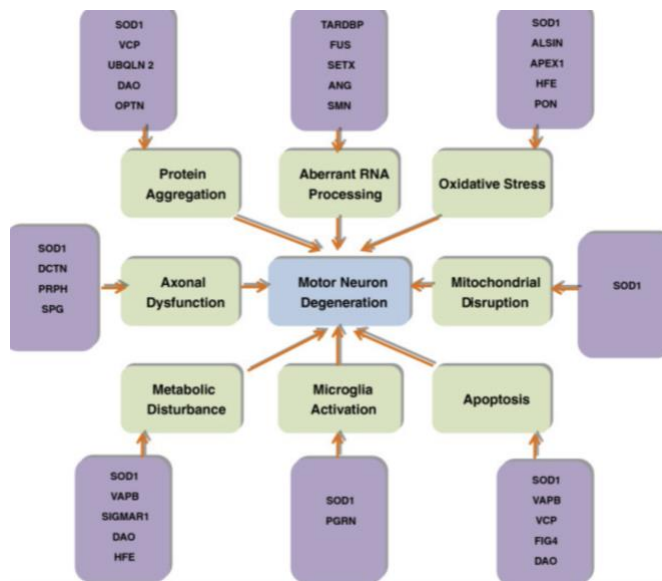 SOD1
VCP
UBQLN 2
DAO
OPTN
TARDBP
FUS
SETX
ANG
SMN
SOD1
ALSIN
APEX1
HFE
PON
Protein
Aggregation
Aberrant RNA
Processing
Oxidative Stress
SOD1
DCTN
PRPH
SPG
Axonal
Dysfunction
Motor Neuron
Degeneration
Mitochondrial
Disruption
SOD1
Metabolic
Disturbance
Microglia
Activation
Apoptosis
SOD1
VAPB
SIGMAR1
DAO
HFE
SOD1
PGRN
SOD1
VAPB
VCP
FIG4
DAO